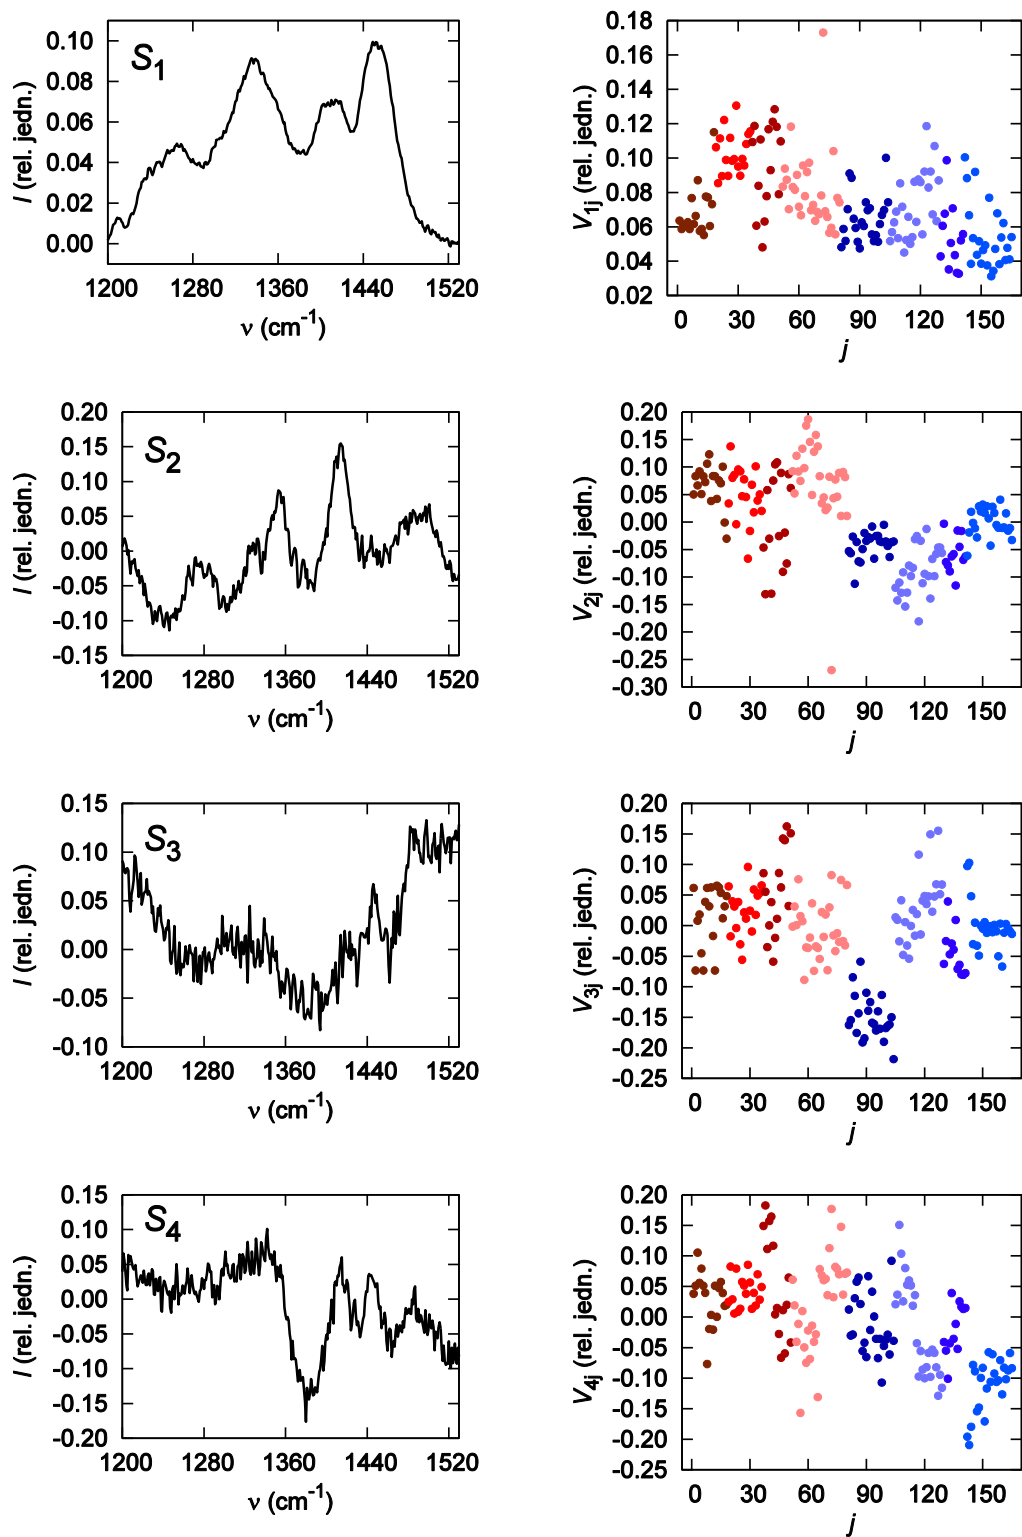 S1
I (rel. jedn.)
0.10
0.08
0.06
0.04
0.02
0.00
1200 1280 1360 1440 1520
ν (cm-1)
V1j (rel. jedn.)
0.18
0.16
0.14
0.12
0.10
0.08
0.06
0.04
0.02
0 30 60 90 120 150
j
S2
I (rel. jedn.)
0.20
0.15
0.10
0.05
0.00
-0.05
-0.10
-0.15
1200 1280 1360 1440 1520
ν (cm-1)
V2j (rel. jedn.)
0.20
0.15
0.10
0.05
0.00
-0.05
-0.10
-0.15
-0.20
-0.25
-0.30
0 30 60 90 120 150
j
S3
I (rel. jedn.)
0.15
0.10
0.05
0.00
-0.05
-0.10
1200 1280 1360 1440 1520
ν (cm-1)
V3j (rel. jedn.)
0.20
0.15
0.10
0.05
0.00
-0.05
-0.10
-0.15
-0.20
-0.25
0 30 60 90 120 150
j
S4
I (rel. jedn.)
0.15
0.10
0.05
0.00
-0.05
-0.10
-0.15
-0.20
1200 1280 1360 1440 1520
ν (cm-1)
V4j (rel. jedn.)
0.20
0.15
0.10
0.05
0.00
-0.05
-0.10
-0.15
-0.20
-0.25
0 30 60 90 120 150
j